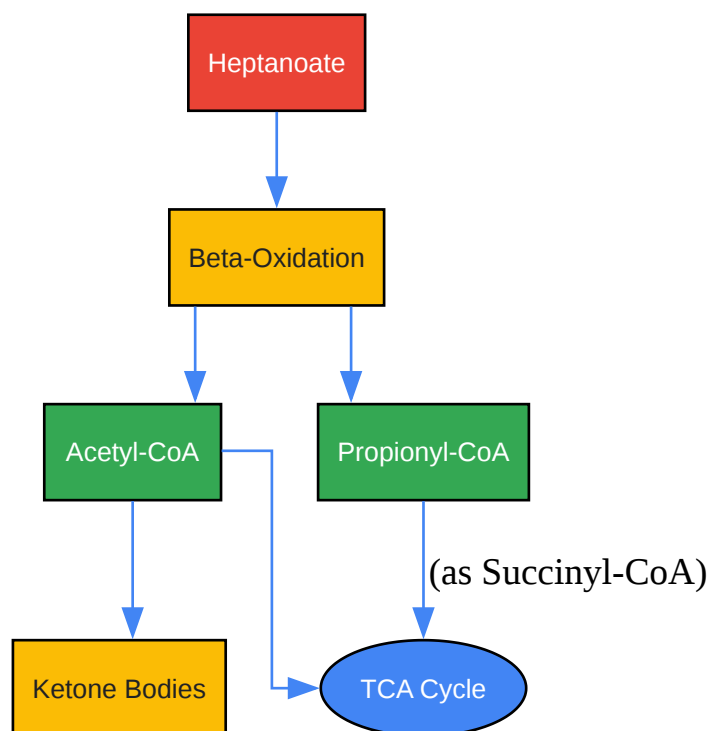 Heptanoate
Beta-Oxidation
Acetyl-CoA
Propionyl-CoA
(as Succinyl-CoA)
Ketone Bodies
TCA Cycle